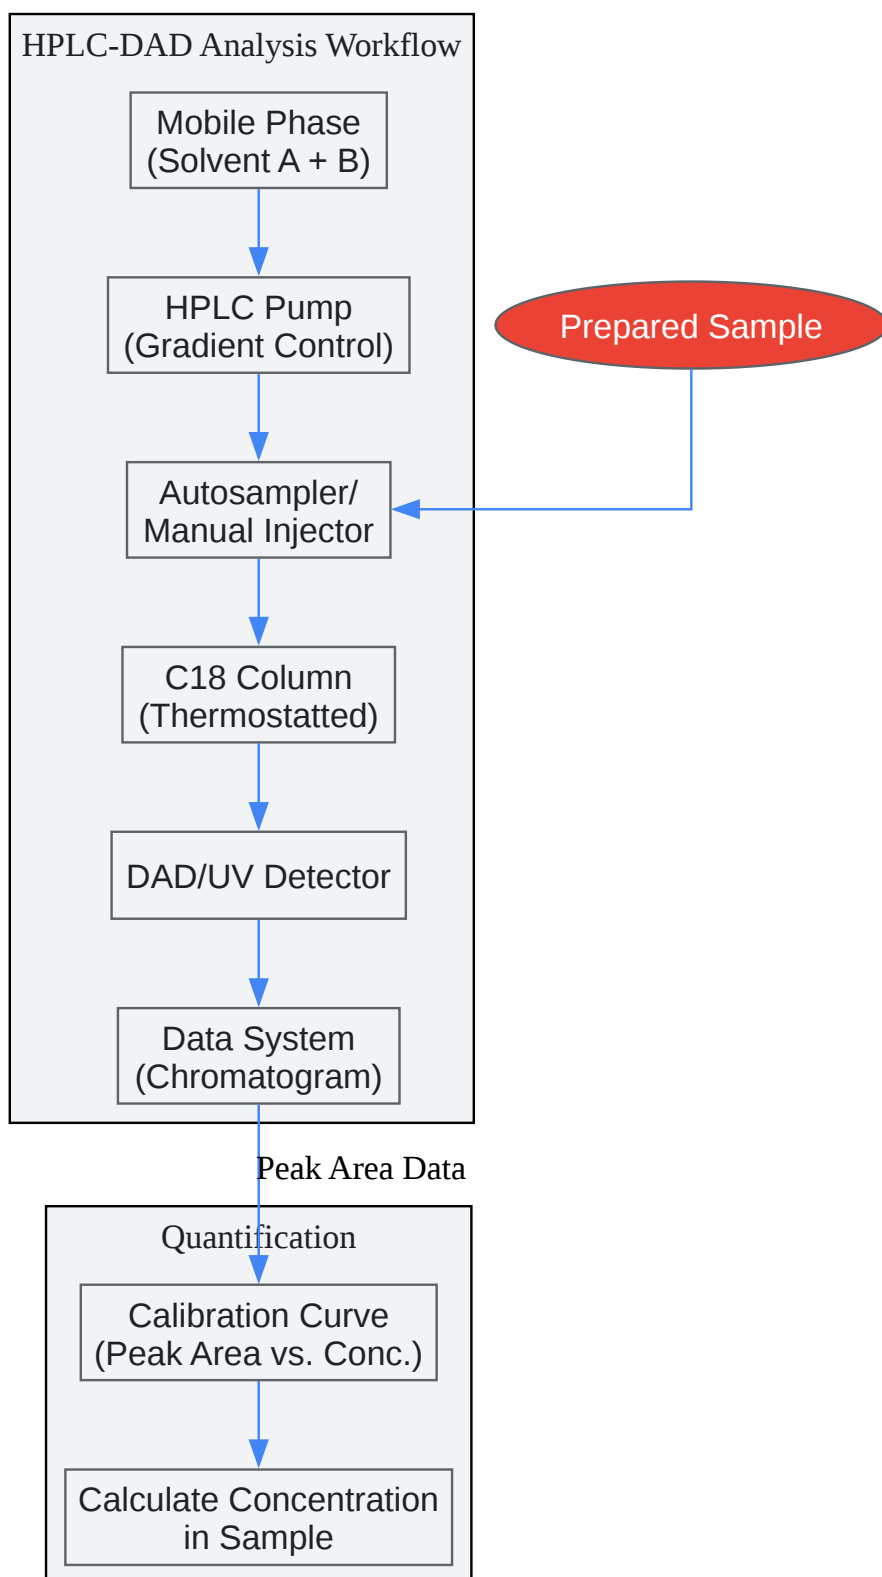 HPLC-DAD Analysis Workflow
Mobile Phase
(Solvent A + B)
HPLC Pump
(Gradient Control)
Prepared Sample
Autosampler/
Manual Injector
C18 Column
(Thermostatted)
DAD/UV Detector
Data System
(Chromatogram)
Peak Area Data
Quantification
Calibration Curve
(Peak Area vs. Conc.)
Calculate Concentration
in Sample